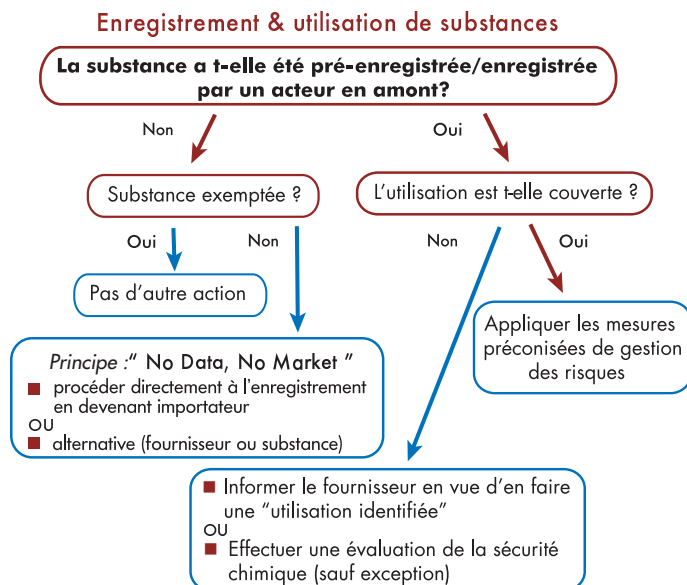 Enregistrement & utilisation de substances
La substance a t-elle été pré-enregistrée/enregistrée
par un acteur en amont?
Non
Oui
Substance exemptée ?
L'utilisation est t-elle couverte ?
Oui
Non
Non
Oui
Pas d'autre action
Appliquer les mesures
préconisées de gestion
des risques
Principe :" No Data, No Market "
procéder directement à l'enregistrement
en devenant importateur
OU
alternative (fournisseur ou substance)
Informer le fournisseur en vue d'en faire
une "utilisation identifiée"
OU
Effectuer une évaluation de la sécurité
chimique (sauf exception)